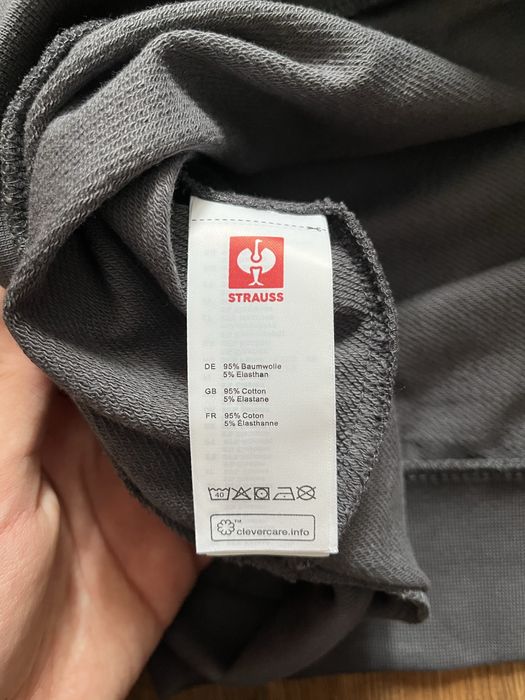 STRAUSS
DE 95% Baumwolle
5% Elasthan
GB 95% Cotton
5% Elastane
FR 95% Coton
5% Élasthanne
40
™
clevercare.info